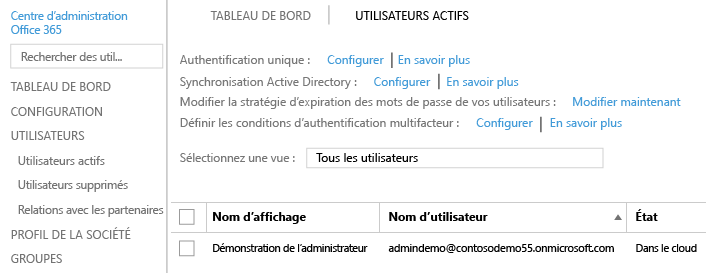 Centre d'administration
Office 365
Rechercher des util...
TABLEAU DE BORD
CONFIGURATION
UTILISATEURS
Utilisateurs actifs
Utilisateurs supprimés
Relations avec les partenaires
PROFIL DE LA SOCIÉTÉ
GROUPES
TABLEAU DE BORD | UTILISATEURS ACTIFS
Authentification unique : Configurer | En savoir plus
Synchronisation Active Directory : Configurer | En savoir plus
Modifier la stratégie d'expiration des mots de passe de vos utilisateurs : Modifier maintenant
Définir les conditions d'authentification multifacteur : Configurer | En savoir plus
Sélectionnez une vue : Tous les utilisateurs
Nom d'affichage Nom d'utilisateur État
Démonstration de l'administrateur admindemo@contosodemo55.onmicrosoft.com Dans le cloud